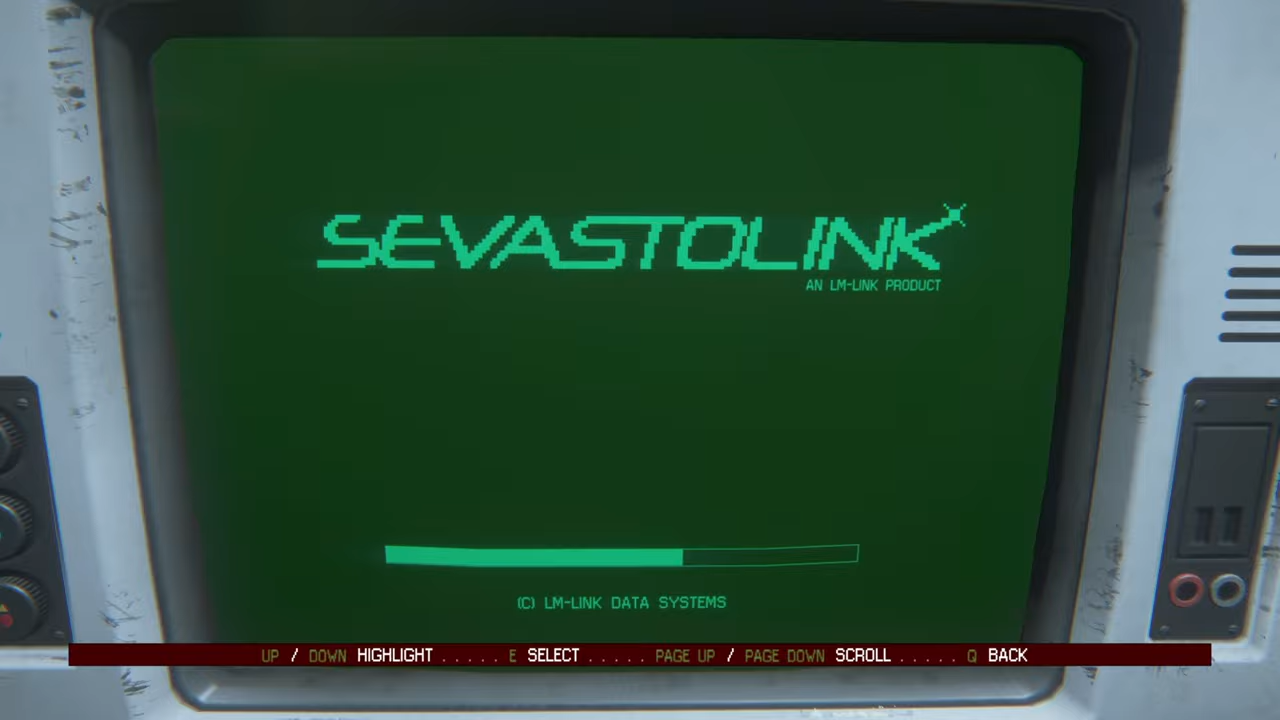 SEVASTOLINK
AN LM-LINK PRODUCT
(C) LM-LINK DATA SYSTEMS
UP / DOWN HIGHLIGHT ..... E SELECT ..... PAGE UP / PAGE DOWN SCROLL ..... Q BACK